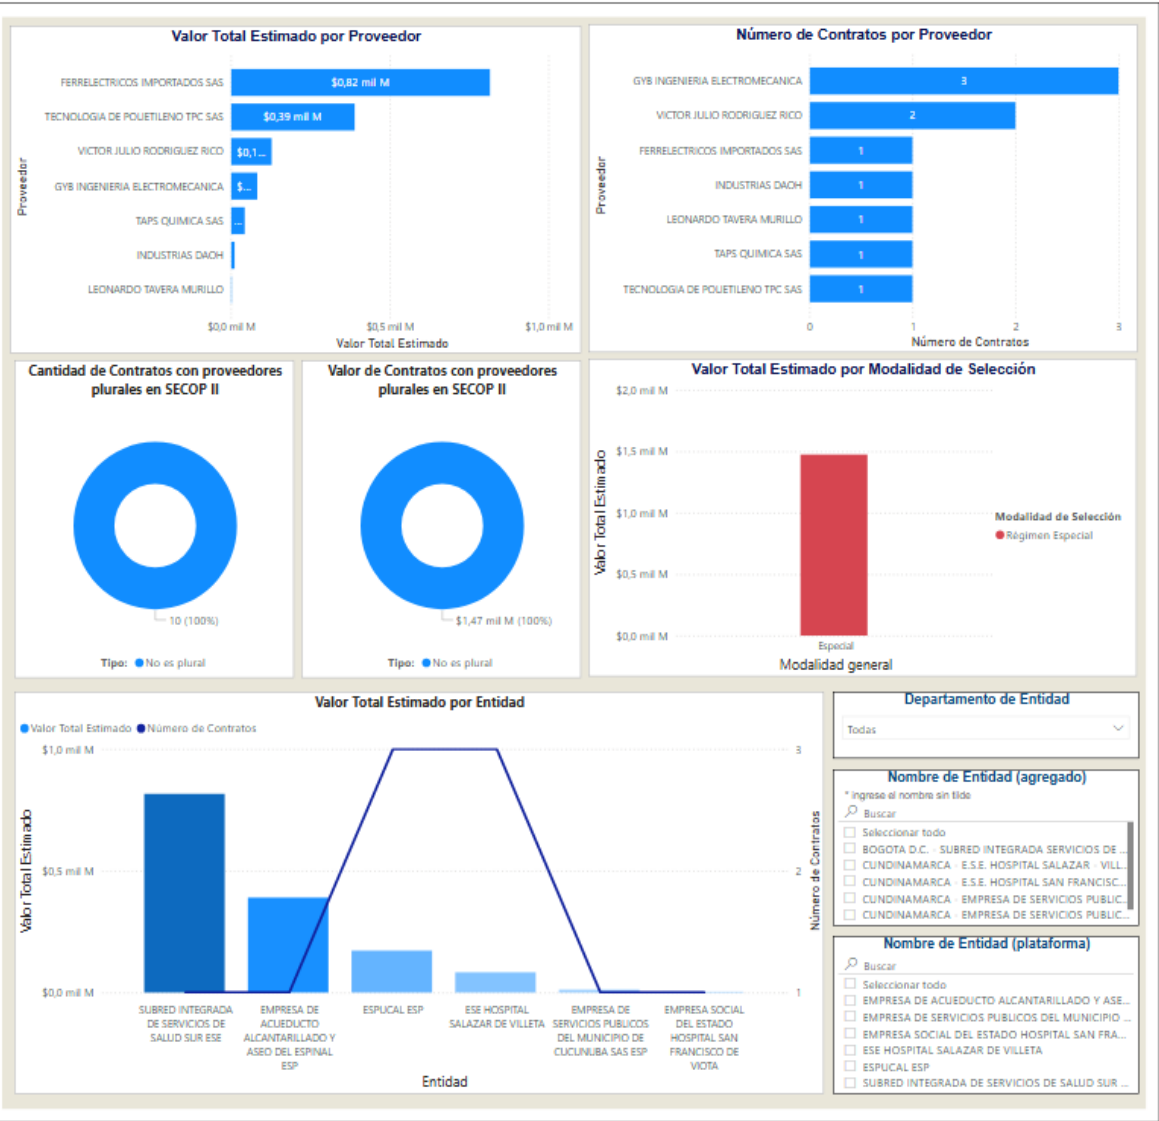 Valor Total Estimado por Proveedor
Proveedor
FERRELECTRICOS IMPORTADOS SAS
$0,82 mil M
TECNOLOGIA DE POUETILENO TPC SAS
$0,39 mil M
VICTOR JULIO RODRIGUEZ RICO
$0,1...
GYB INGENIERIA ELECTROMECANICA
$...
TAPS QUIMICA SAS
...
INDUSTRIAS DAOH
LEONARDO TAVERA MURILLO
$0,0 mil M
$0,5 mil M
$1,0 mil M
Valor Total Estimado
Número de Contratos por Proveedor
Proveedor
GYB INGENIERIA ELECTROMECANICA
3
VICTOR JULIO RODRIGUEZ RICO
2
FERRELECTRICOS IMPORTADOS SAS
1
INDUSTRIAS DAOH
1
LEONARDO TAVERA MURILLO
1
TAPS QUIMICA SAS
1
TECNOLOGIA DE POUETILENO TPC SAS
1
0
1
2
3
Número de Contratos
Cantidad de Contratos con proveedores
plurales en SECOP II
10 (100%)
Tipo:
No es plural
Valor de Contratos con proveedores
plurales en SECOP II
$1,47 mil M (100%)
Tipo:
No es plural
Valor Total Estimado por Modalidad de Selección
Valor Total Estimado
$2,0 mil M
$1,5 mil M
$1,0 mil M
$0,5 mil M
$0,0 mil M
Especial
Modalidad general
Modalidad de Selección
Régimen Especial
Valor Total Estimado por Entidad
Valor Total Estimado
Número de Contratos
Valor Total Estimado
$1,0 mil M
$0,5 mil M
$0,0 mil M
3
2
1
Número de Contratos
SUBRED INTEGRADA
DE SERVICIOS DE
SALUD SUR ESE
EMPRESA DE
ACUEDUCTO
ALCANTARILLADO Y
ASEO DEL ESPINAL
ESP
ESPUCAL ESP
ESE HOSPITAL
SALAZAR DE VILLETA
EMPRESA DE
SERVICIOS PUBLICOS
DEL MUNICIPIO DE
CUCUNUBA SAS ESP
EMPRESA SOCIAL
DEL ESTADO
HOSPITAL SAN
FRANCISCO DE
VIOTA
Entidad
Departamento de Entidad
Todas
Nombre de Entidad (agregado)
* Ingrese el nombre sin tilde
Buscar
Seleccionar todo
BOGOTA D.C. - SUBRED INTEGRADA SERVICIOS DE ...
CUNDINAMARCA - E.S.E. HOSPITAL SALAZAR - VILL...
CUNDINAMARCA - E.S.E. HOSPITAL SAN FRANCISC...
CUNDINAMARCA - EMPRESA DE SERVICIOS PUBLIC...
CUNDINAMARCA - EMPRESA DE SERVICIOS PUBLIC...
Nombre de Entidad (plataforma)
Buscar
Seleccionar todo
EMPRESA DE ACUEDUCTO ALCANTARILLADO Y ASE...
EMPRESA DE SERVICIOS PUBLICOS DEL MUNICIPIO ...
EMPRESA SOCIAL DEL ESTADO HOSPITAL SAN FRA...
ESE HOSPITAL SALAZAR DE VILLETA
ESPUCAL ESP
SUBRED INTEGRADA DE SERVICIOS DE SALUD SUR ...